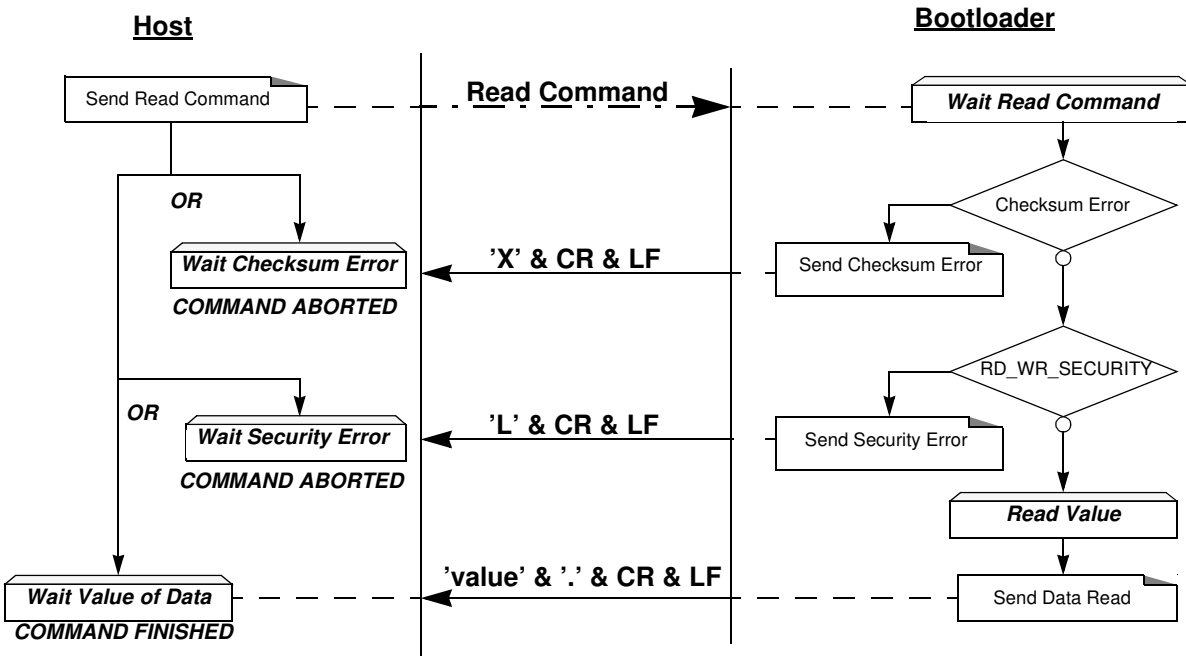 Host
Bootloader
Send Read Command
Read Command
Wait Read Command
OR
Checksum Error
Wait Checksum Error
’X’ & CR & LF
Send Checksum Error
COMMAND ABORTED
RD_WR_SECURITY
OR
Wait Security Error
’L’ & CR & LF
Send Security Error
COMMAND ABORTED
Read Value
Wait Value of Data
’value’ & ’.’ & CR & LF
Send Data Read
COMMAND FINISHED